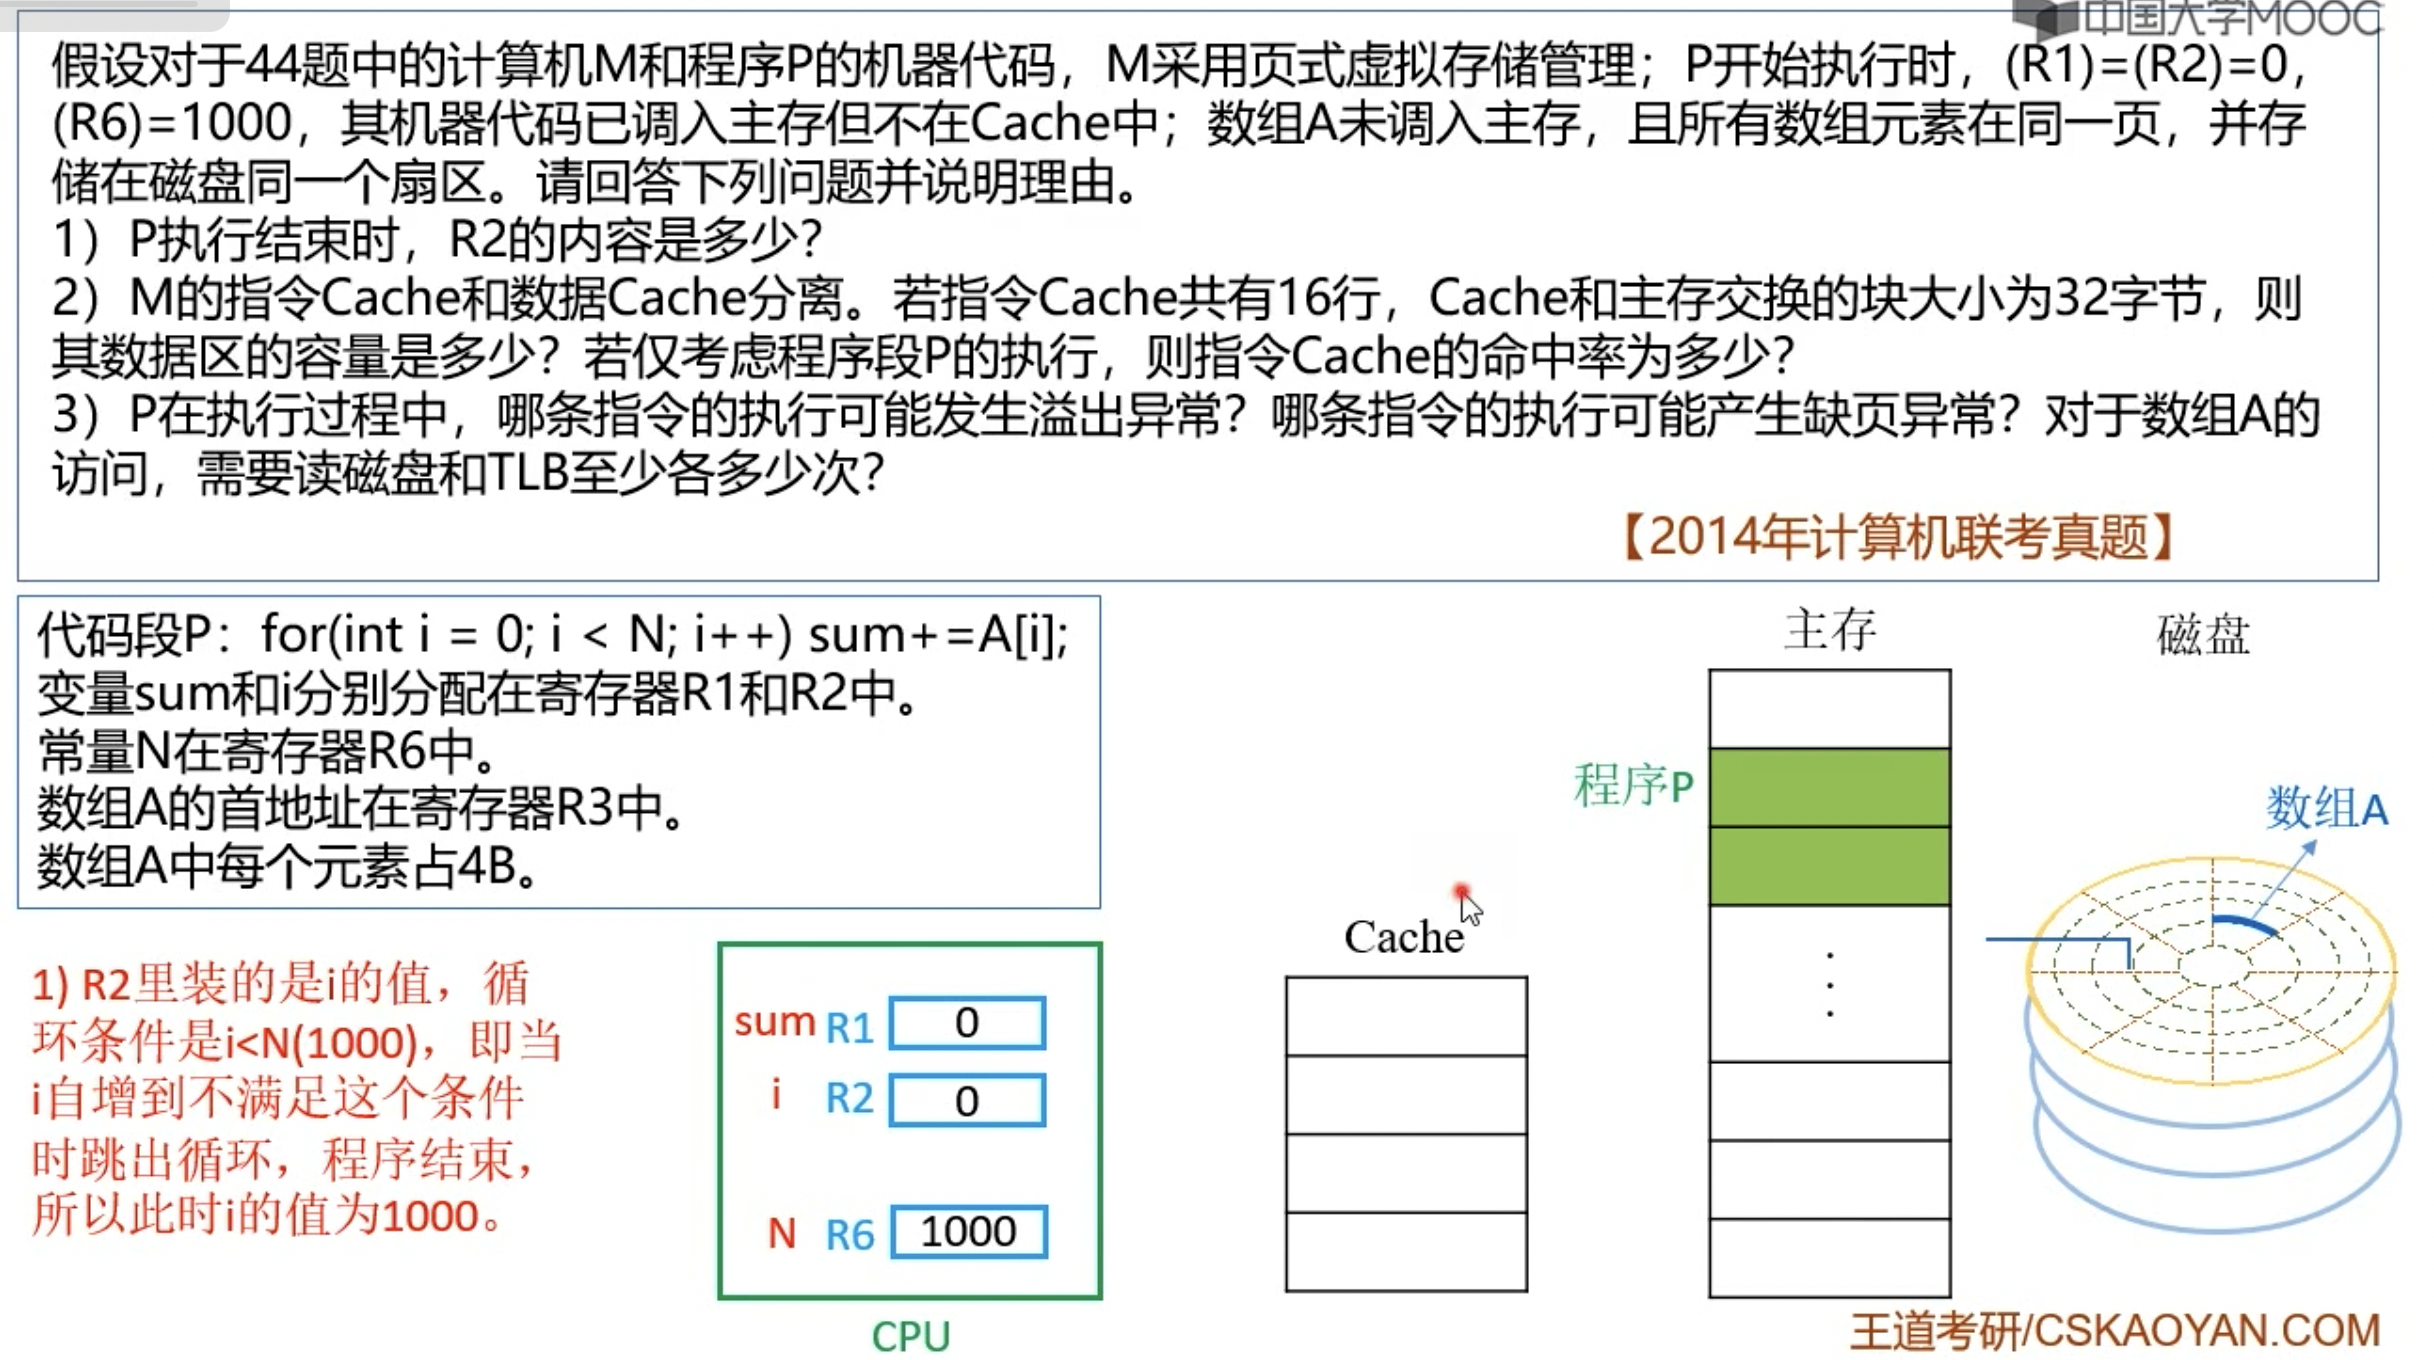 中国大学MOOC
假设对于44题中的计算机M和程序P的机器代码，M采用页式虚拟存储管理；P开始执行时，(R1)=(R2)=0，
(R6)=1000，其机器代码已调入主存但不在Cache中；数组A未调入主存，且所有数组元素在同一页，并存
储在磁盘同一个扇区。请回答下列问题并说明理由。
1）P执行结束时，R2的内容是多少？
2）M的指令Cache和数据Cache分离。若指令Cache共有16行，Cache和主存交换的块大小为32字节，则
其数据区的容量是多少？若仅考虑程序段P的执行，则指令Cache的命中率为多少？
3）P在执行过程中，哪条指令的执行可能发生溢出异常？哪条指令的执行可能产生缺页异常？对于数组A的
访问，需要读磁盘和TLB至少各多少次？
【2014年计算机联考真题】
代码段P：for(int i = 0; i < N; i++) sum+=A[i];
变量sum和i分别分配在寄存器R1和R2中。
常量N在寄存器R6中。
数组A的首地址在寄存器R3中。
数组A中每个元素占4B。
1) R2里装的是i的值，循
环条件是i<N(1000)，即当
i自增到不满足这个条件
时跳出循环，程序结束，
所以此时i的值为1000。
sum R1 0
i R2 0
N R6 1000
CPU
Cache
主存
程序P
磁盘
数组A
王道考研/CSKAOYAN.COM